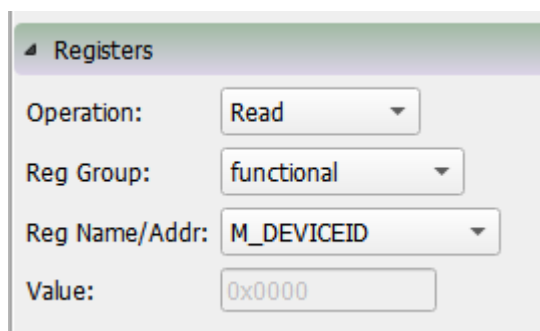 Registers
Operation: Read
Reg Group: functional
Reg Name/Addr: M_DEVICEID
Value: 0x0000